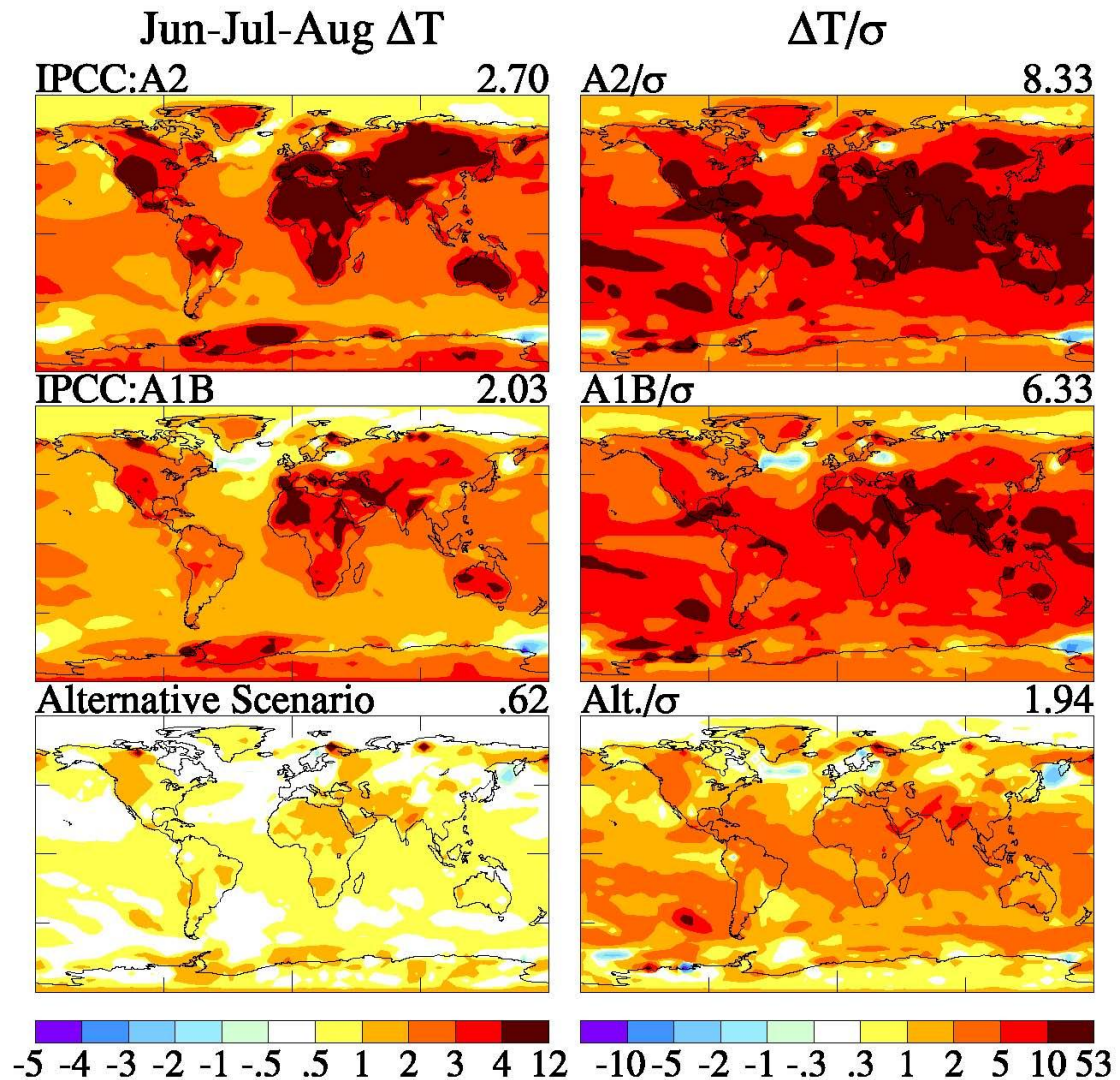 Jun-Jul-Aug ΔT
ΔT/σ
IPCC:A2 2.70
A2/σ 8.33
IPCC:A1B 2.03
A1B/σ 6.33
Alternative Scenario .62
Alt./σ 1.94
-5 -4 -3 -2 -1 -.5 .5 1 2 3 4 12
-10 -5 -2 -1 -.3 .3 1 2 5 10 53